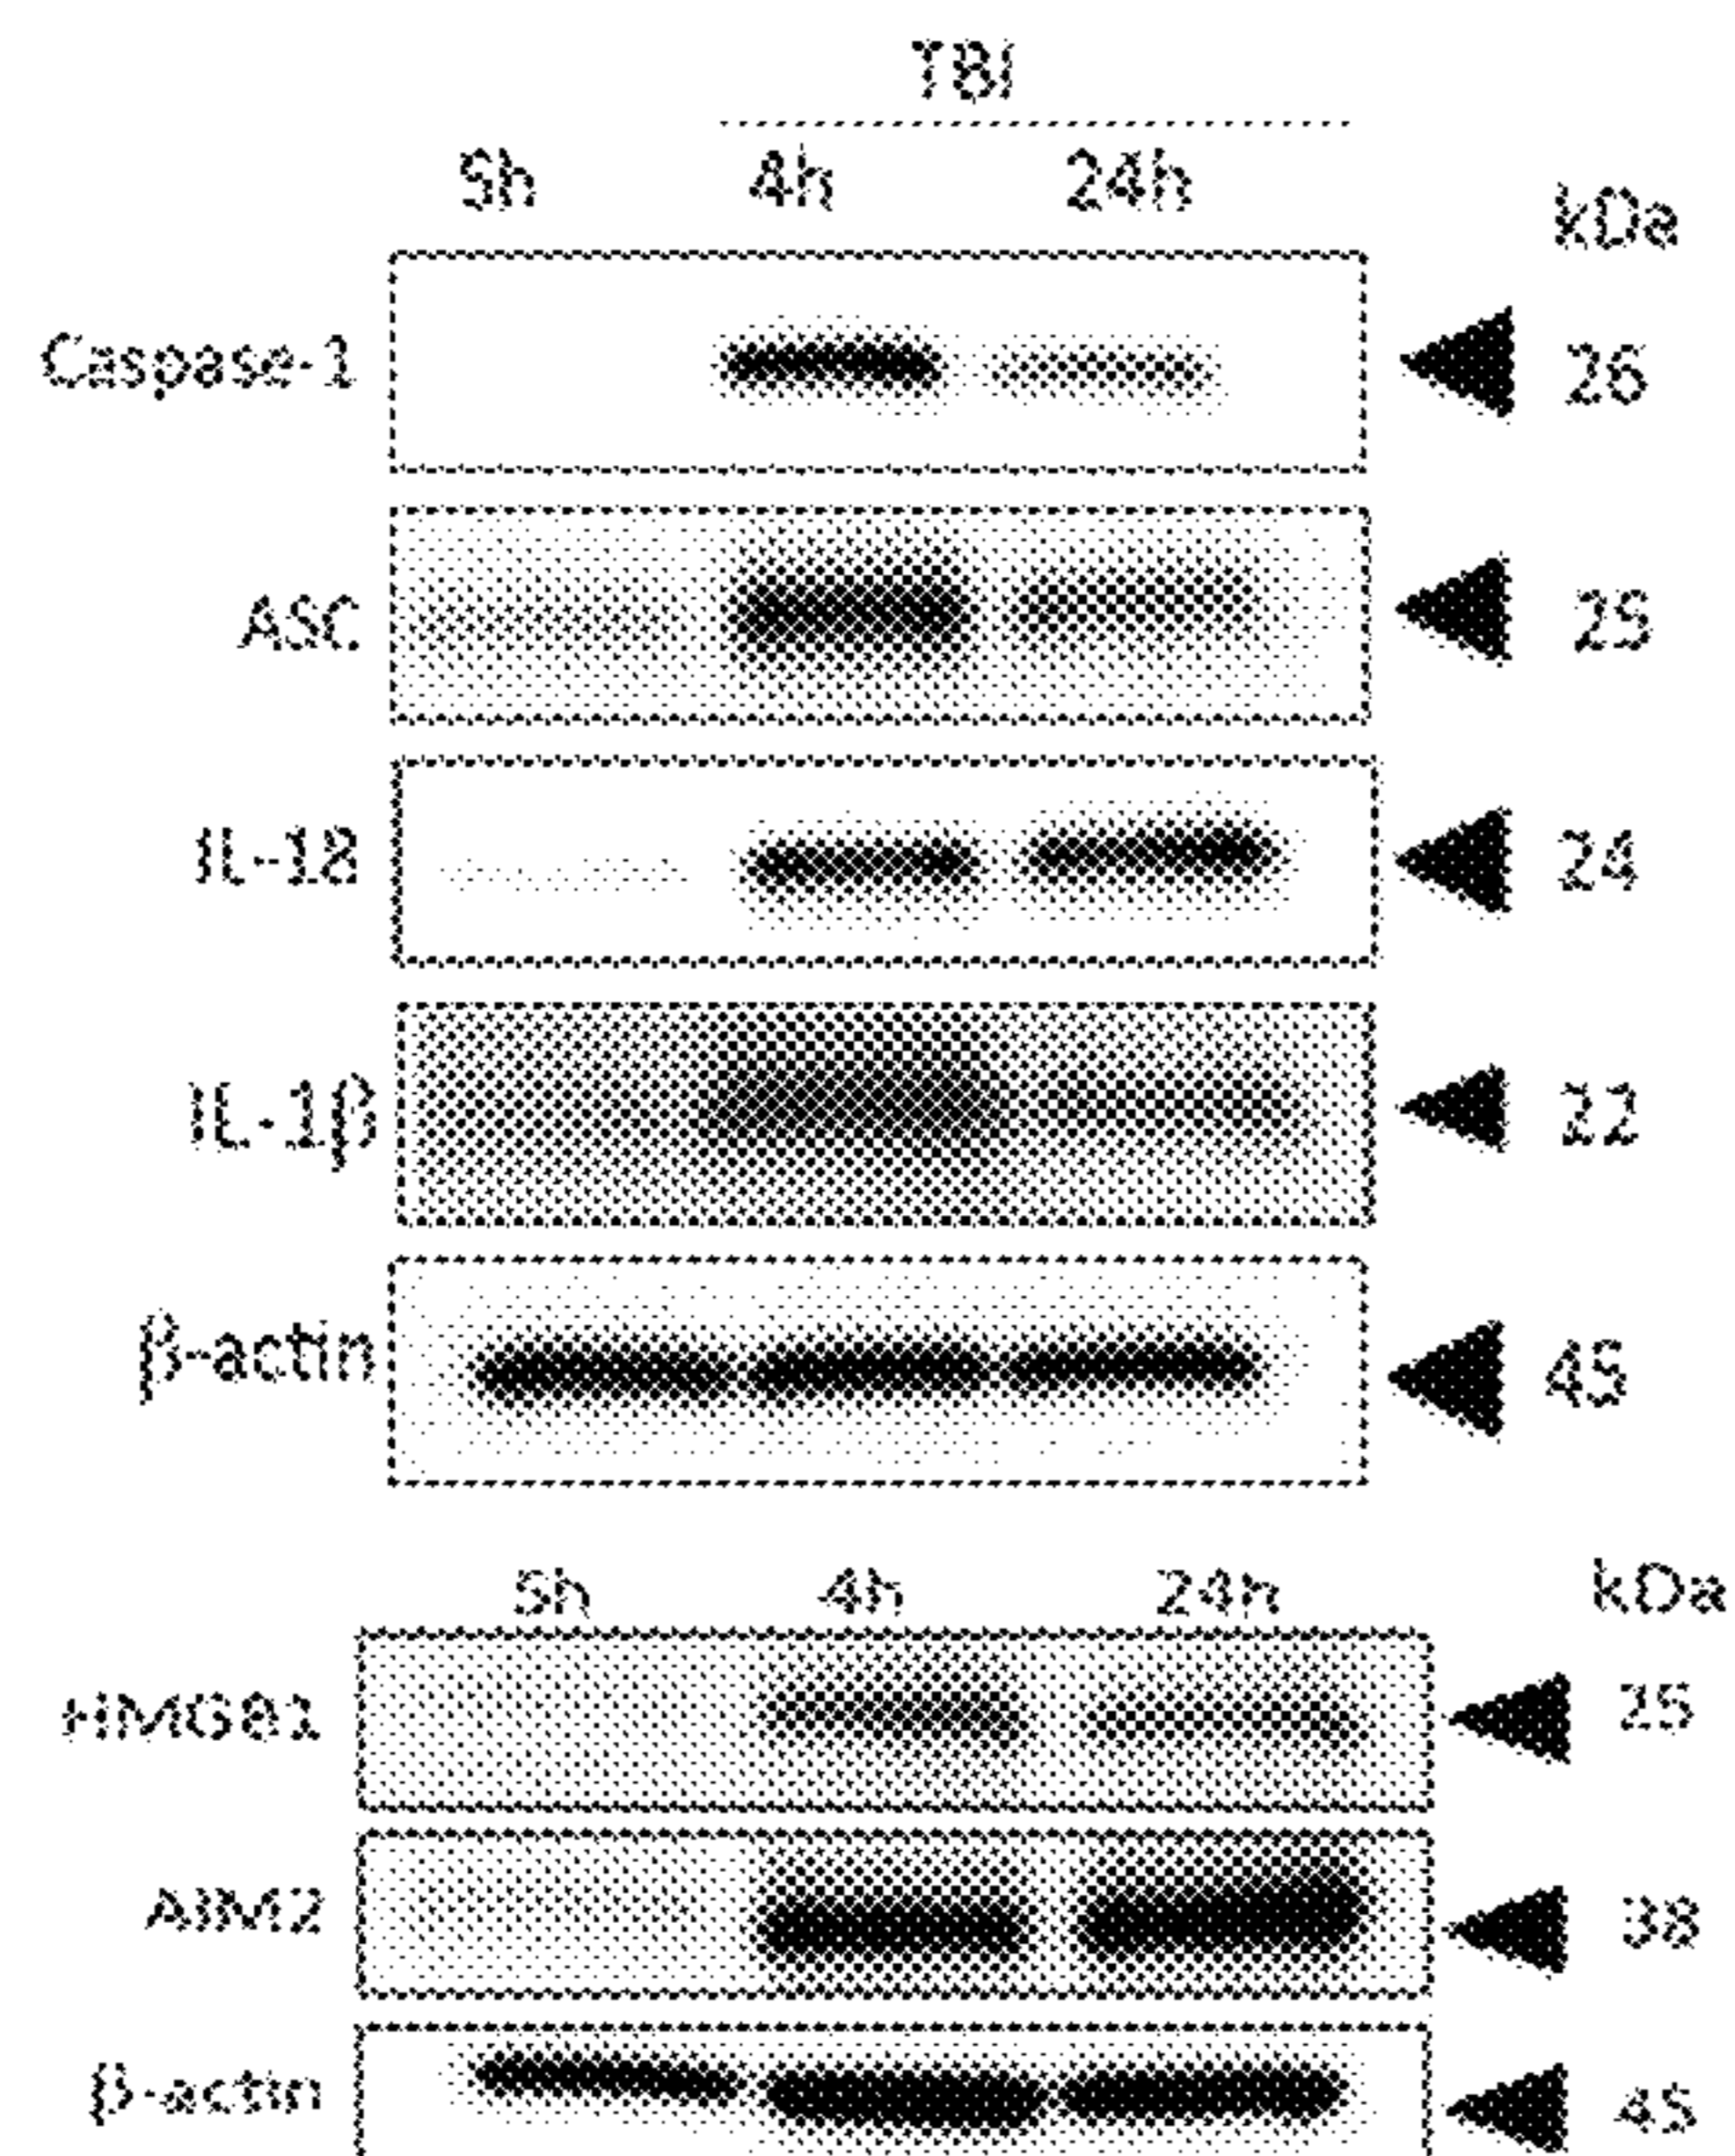 TBI
Sh 4h 24h kDa
Caspase-1 26
ASC 25
IL-18 24
IL-1β 22
β-actin 45
Sh 4h 24h kDa
HMGB1 25
AIM2 38
β-actin 45